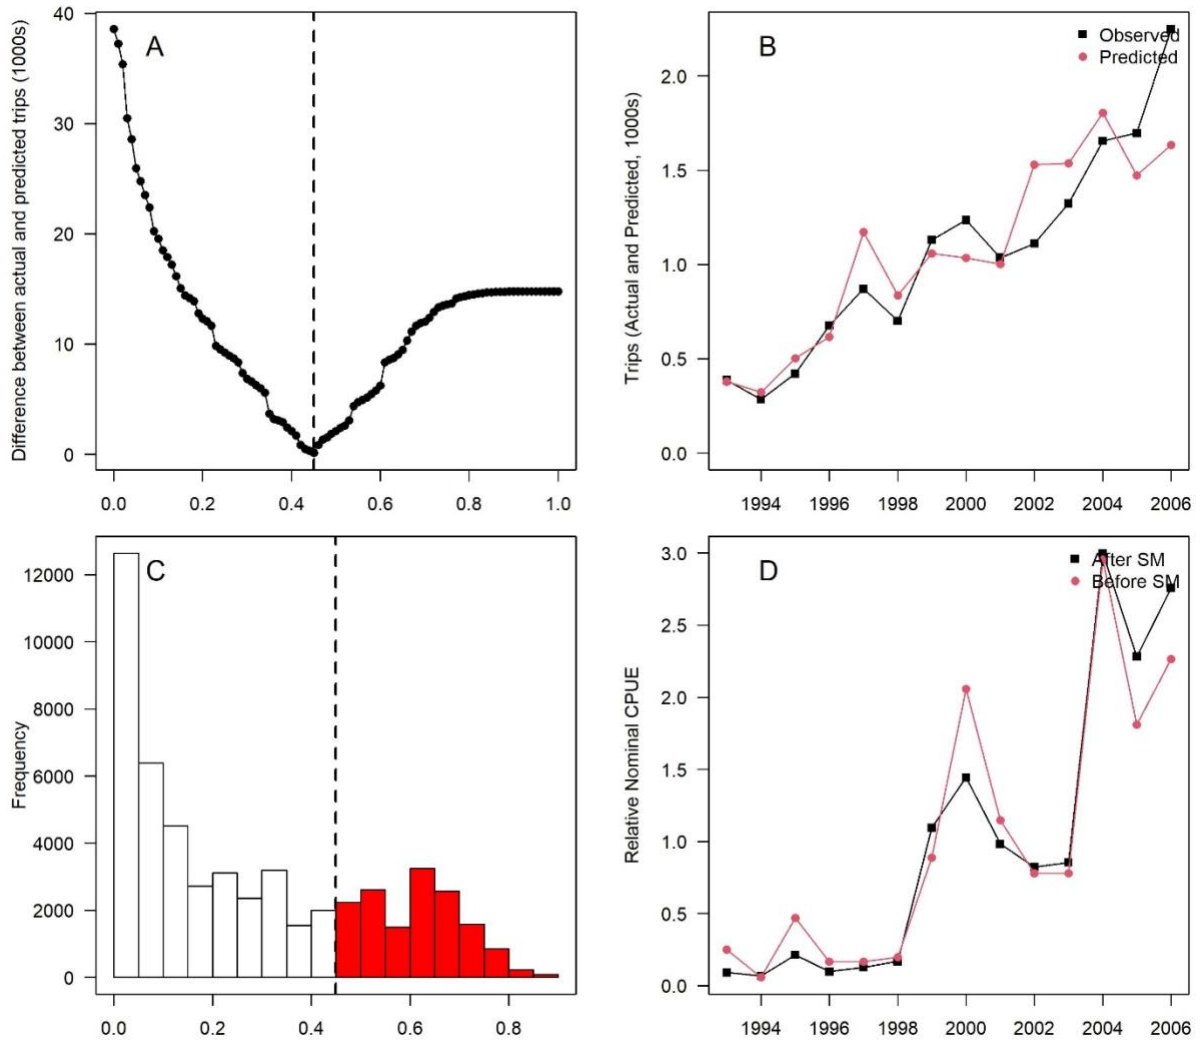 Difference between actual and predicted trips (1000s)
A
40
30
20
10
0
0.0 0.2 0.4 0.6 0.8 1.0
Trips (Actual and Predicted, 1000s)
B
Observed
Predicted
2.0
1.5
1.0
0.5
0.0
1994 1996 1998 2000 2002 2004 2006
Frequency
C
12000
10000
8000
6000
4000
2000
0
0.0 0.2 0.4 0.6 0.8
Relative Nominal CPUE
D
After SM
Before SM
3.0
2.5
2.0
1.5
1.0
0.5
0.0
1994 1996 1998 2000 2002 2004 2006